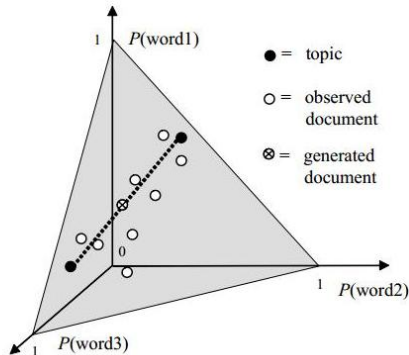 1
P(word1)
= topic
= observed
document
= generated
document
0
1
P(word2)
1
P(word3)